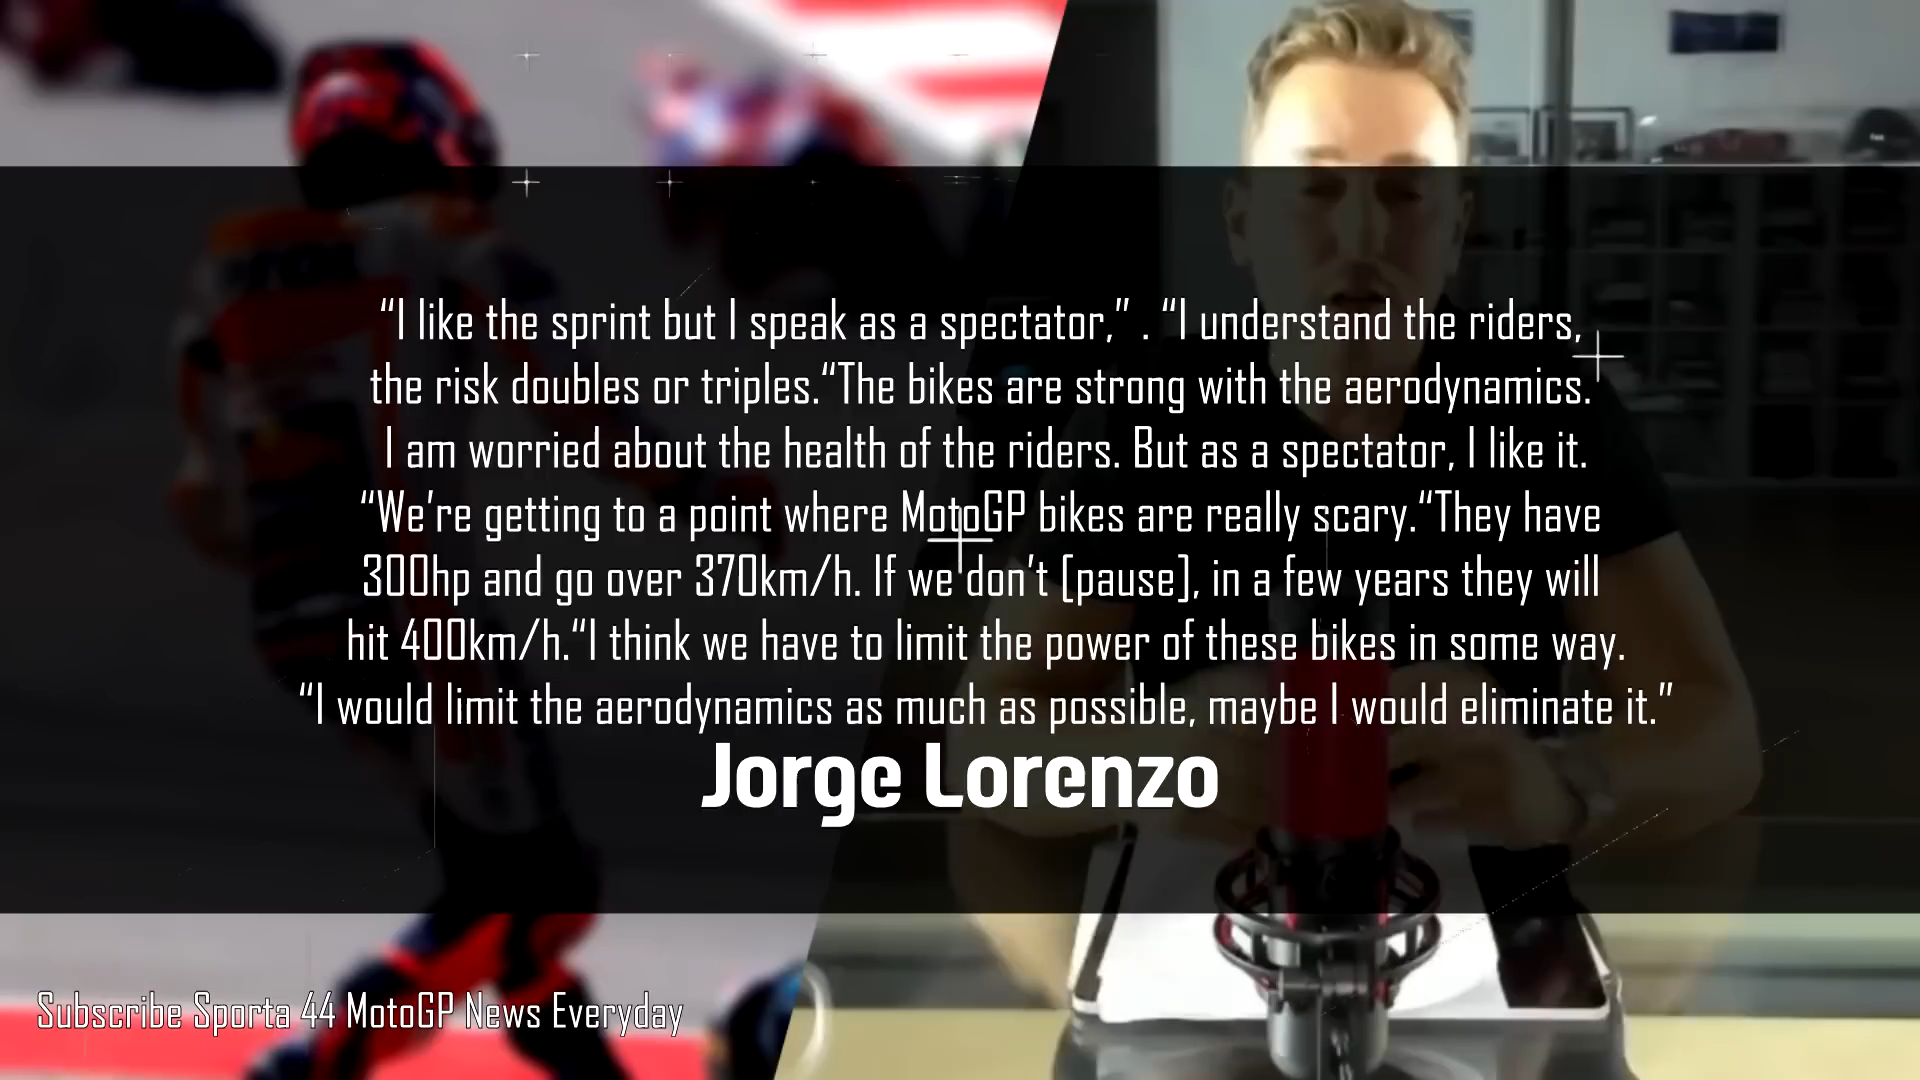 “I like the sprint but I speak as a spectator,” . “I understand the riders,
the risk doubles or triples.“The bikes are strong with the aerodynamics.
I am worried about the health of the riders. But as a spectator, I like it.
“We’re getting to a point where MotoGP bikes are really scary.“They have
300hp and go over 370km/h. If we don’t [pause], in a few years they will
hit 400km/h.“I think we have to limit the power of these bikes in some way.
“I would limit the aerodynamics as much as possible, maybe I would eliminate it.”
Jorge Lorenzo
Subscribe Sporta 44 MotoGP News Everyday